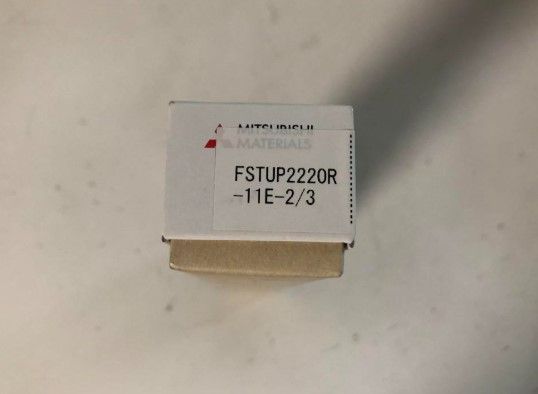 MITSUBISHI
MATERIALS
FSTUP2220R
-11E-2/3